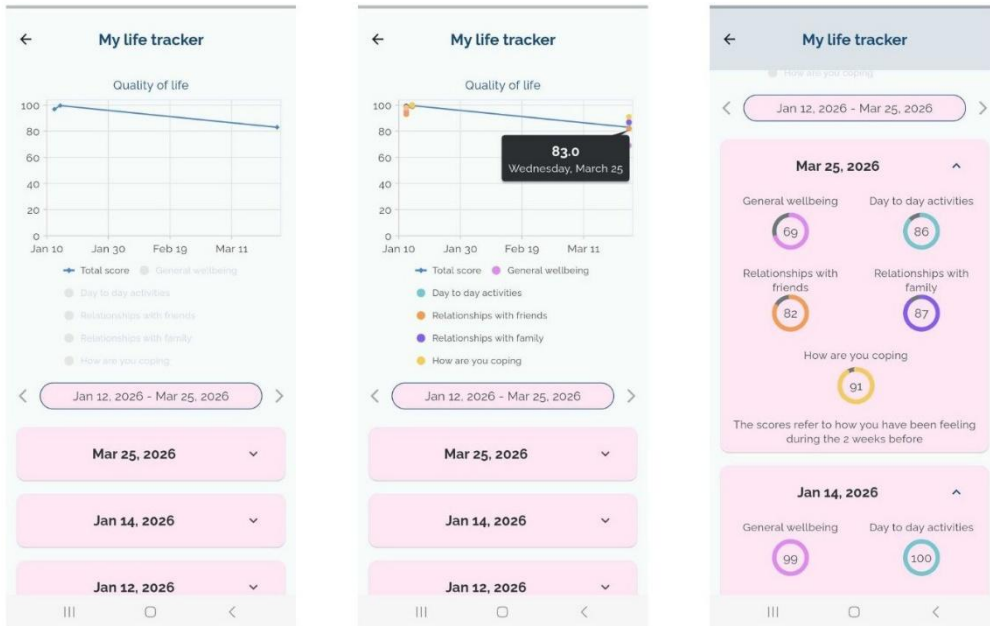 My life tracker
Quality of life
100
80
60
40
20
0
Jan 10 Jan 30 Feb 19 Mar 11
Total score General wellbeing
Day to day activities
Relationships with friends
Relationships with family
How are you coping
Jan 12, 2026 - Mar 25, 2026
Mar 25, 2026
Jan 14, 2026
Jan 12, 2026
My life tracker
Quality of life
100
80
60
40
20
0
83.0
Wednesday, March 25
Jan 10 Jan 30 Feb 19 Mar 11
Total score General wellbeing
Day to day activities
Relationships with friends
Relationships with family
How are you coping
Jan 12, 2026 - Mar 25, 2026
Mar 25, 2026
Jan 14, 2026
Jan 12, 2026
My life tracker
How are you coping
Jan 12, 2026 - Mar 25, 2026
Mar 25, 2026
General wellbeing Day to day activities
69 86
Relationships with friends
Relationships with family
82 87
How are you coping
91
The scores refer to how you have been feeling
during the 2 weeks before
Jan 14, 2026
General wellbeing Day to day activities
99 100